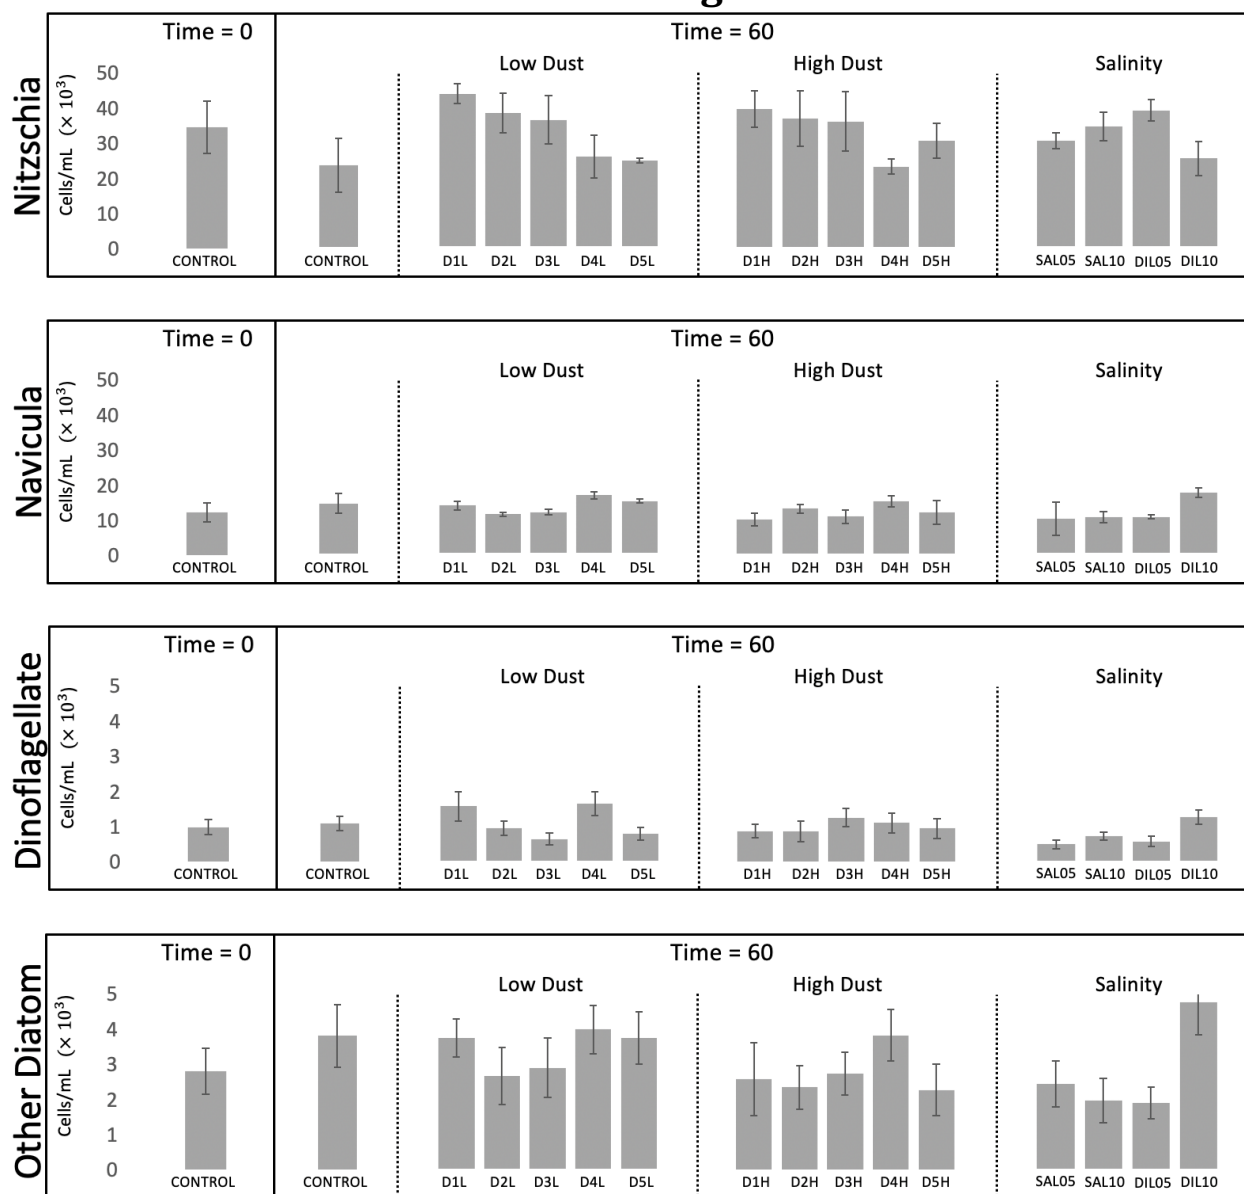 g
Nitzschia
Time = 0
Time = 60
Low Dust
High Dust
Salinity
Cells/mL (× 10³)
50
40
30
20
10
0
CONTROL
CONTROL
D1L D2L D3L D4L D5L
D1H D2H D3H D4H D5H
SAL05 SAL10 DIL05 DIL10
Navicula
Time = 0
Time = 60
Low Dust
High Dust
Salinity
Cells/mL (× 10³)
50
40
30
20
10
0
CONTROL
CONTROL
D1L D2L D3L D4L D5L
D1H D2H D3H D4H D5H
SAL05 SAL10 DIL05 DIL10
Dinoflagellate
Time = 0
Time = 60
Low Dust
High Dust
Salinity
Cells/mL (× 10³)
5
4
3
2
1
0
CONTROL
CONTROL
D1L D2L D3L D4L D5L
D1H D2H D3H D4H D5H
SAL05 SAL10 DIL05 DIL10
Other Diatom
Time = 0
Time = 60
Low Dust
High Dust
Salinity
Cells/mL (× 10³)
5
4
3
2
1
0
CONTROL
CONTROL
D1L D2L D3L D4L D5L
D1H D2H D3H D4H D5H
SAL05 SAL10 DIL05 DIL10